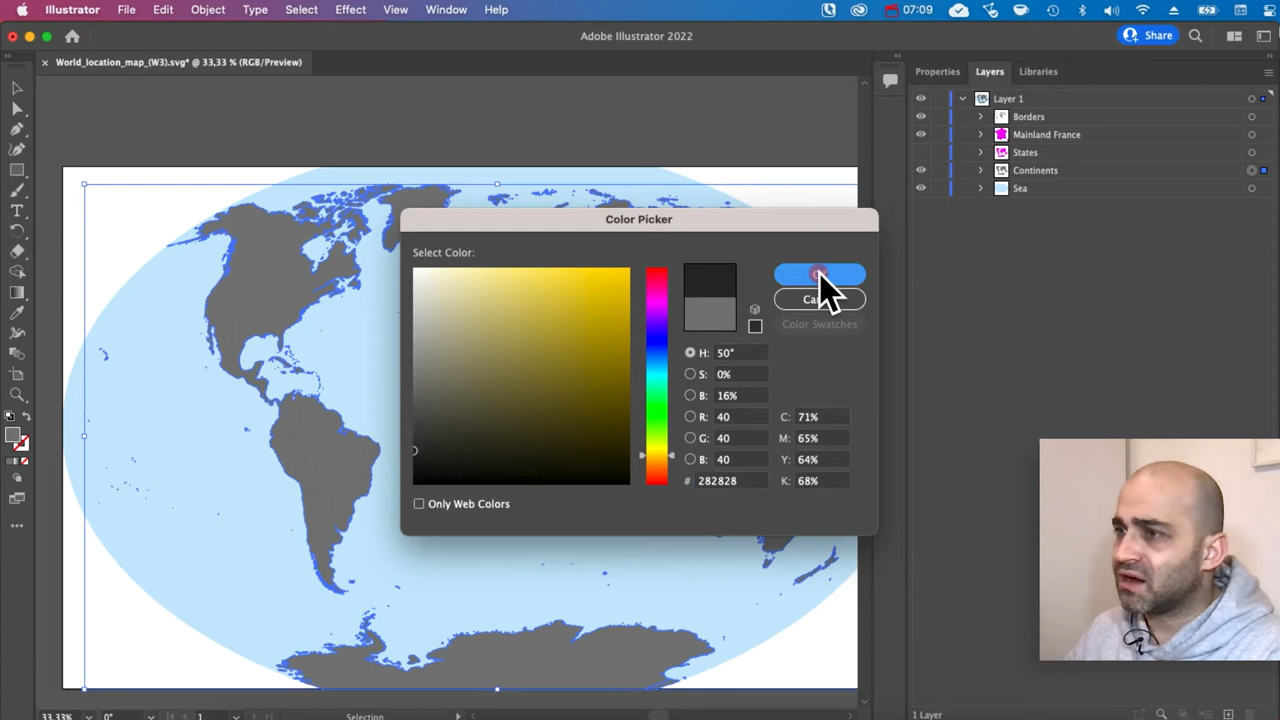 Illustrator File Edit Object Type Select Effect View Window Help 07:09
Adobe Illustrator 2022 Share
World_location_map_(W3).svg* @ 33,33 % (RGB/Preview)
Properties Layers Libraries
Layer 1
Borders
Mainland France
States
Continents
Sea
Color Picker
Select Color:
Color Swatches
H: 50°
S: 0%
B: 16%
R: 40 C: 71%
G: 40 M: 65%
B: 40 Y: 64%
# 282828 K: 68%
Only Web Colors
33,33% 0° 1 Selection
1 Layer